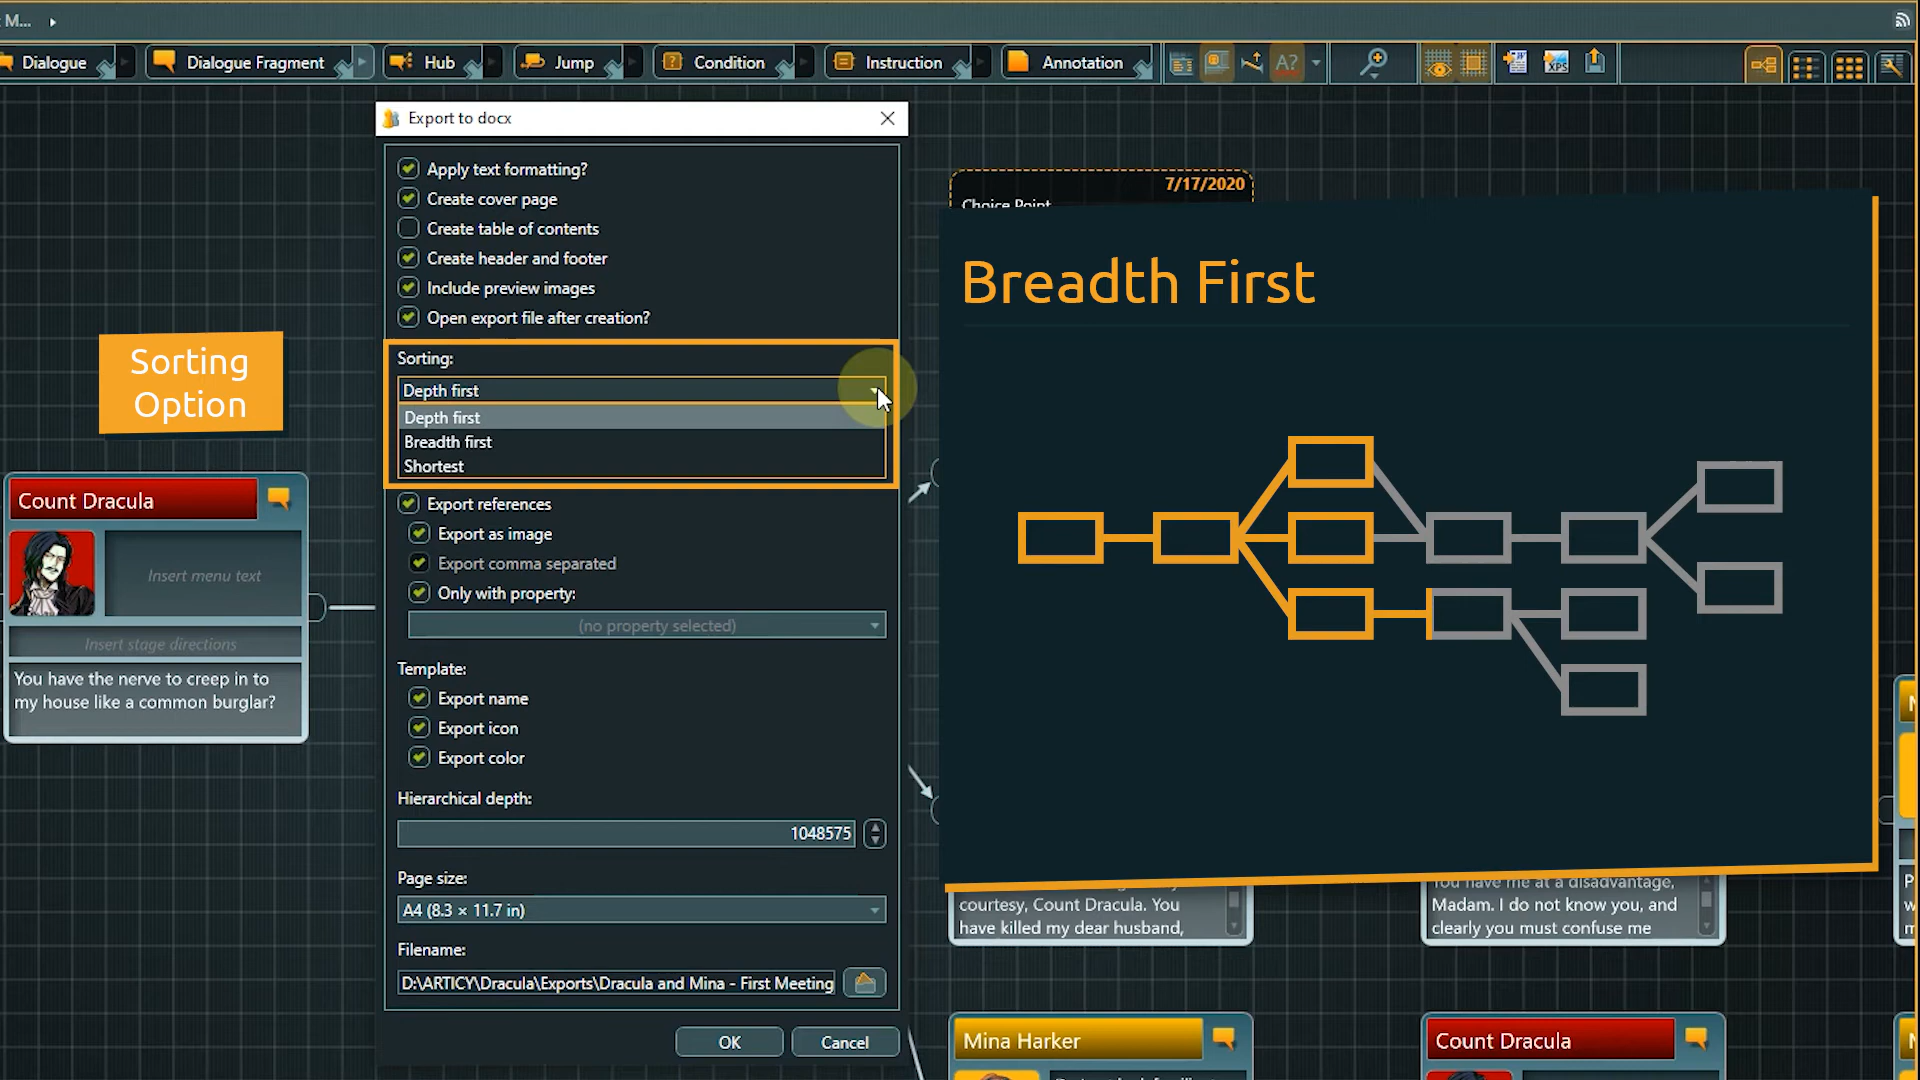 M...
Dialogue
Dialogue Fragment
Hub
Jump
Condition
Instruction
Annotation
A?
XPS
Export to docx
Apply text formatting?
Create cover page
Create table of contents
Create header and footer
Include preview images
Open export file after creation?
Sorting:
Depth first
Depth first
Breadth first
Shortest
Export references
Export as image
Export comma separated
Only with property:
(no property selected)
Template:
Export name
Export icon
Export color
Hierarchical depth:
1048575
Page size:
A4 (8.3 × 11.7 in)
Filename:
D:\ARTICY\Dracula\Exports\Dracula and Mina - First Meeting
OK
Cancel
Sorting
Option
Count Dracula
Insert menu text
Insert stage directions
You have the nerve to creep in to
my house like a common burglar?
7/17/2020
Choice Point
Breadth First
courtesy, Count Dracula. You
have killed my dear husband,
You have me at a disadvantage,
Madam. I do not know you, and
clearly you must confuse me
Mina Harker
Count Dracula